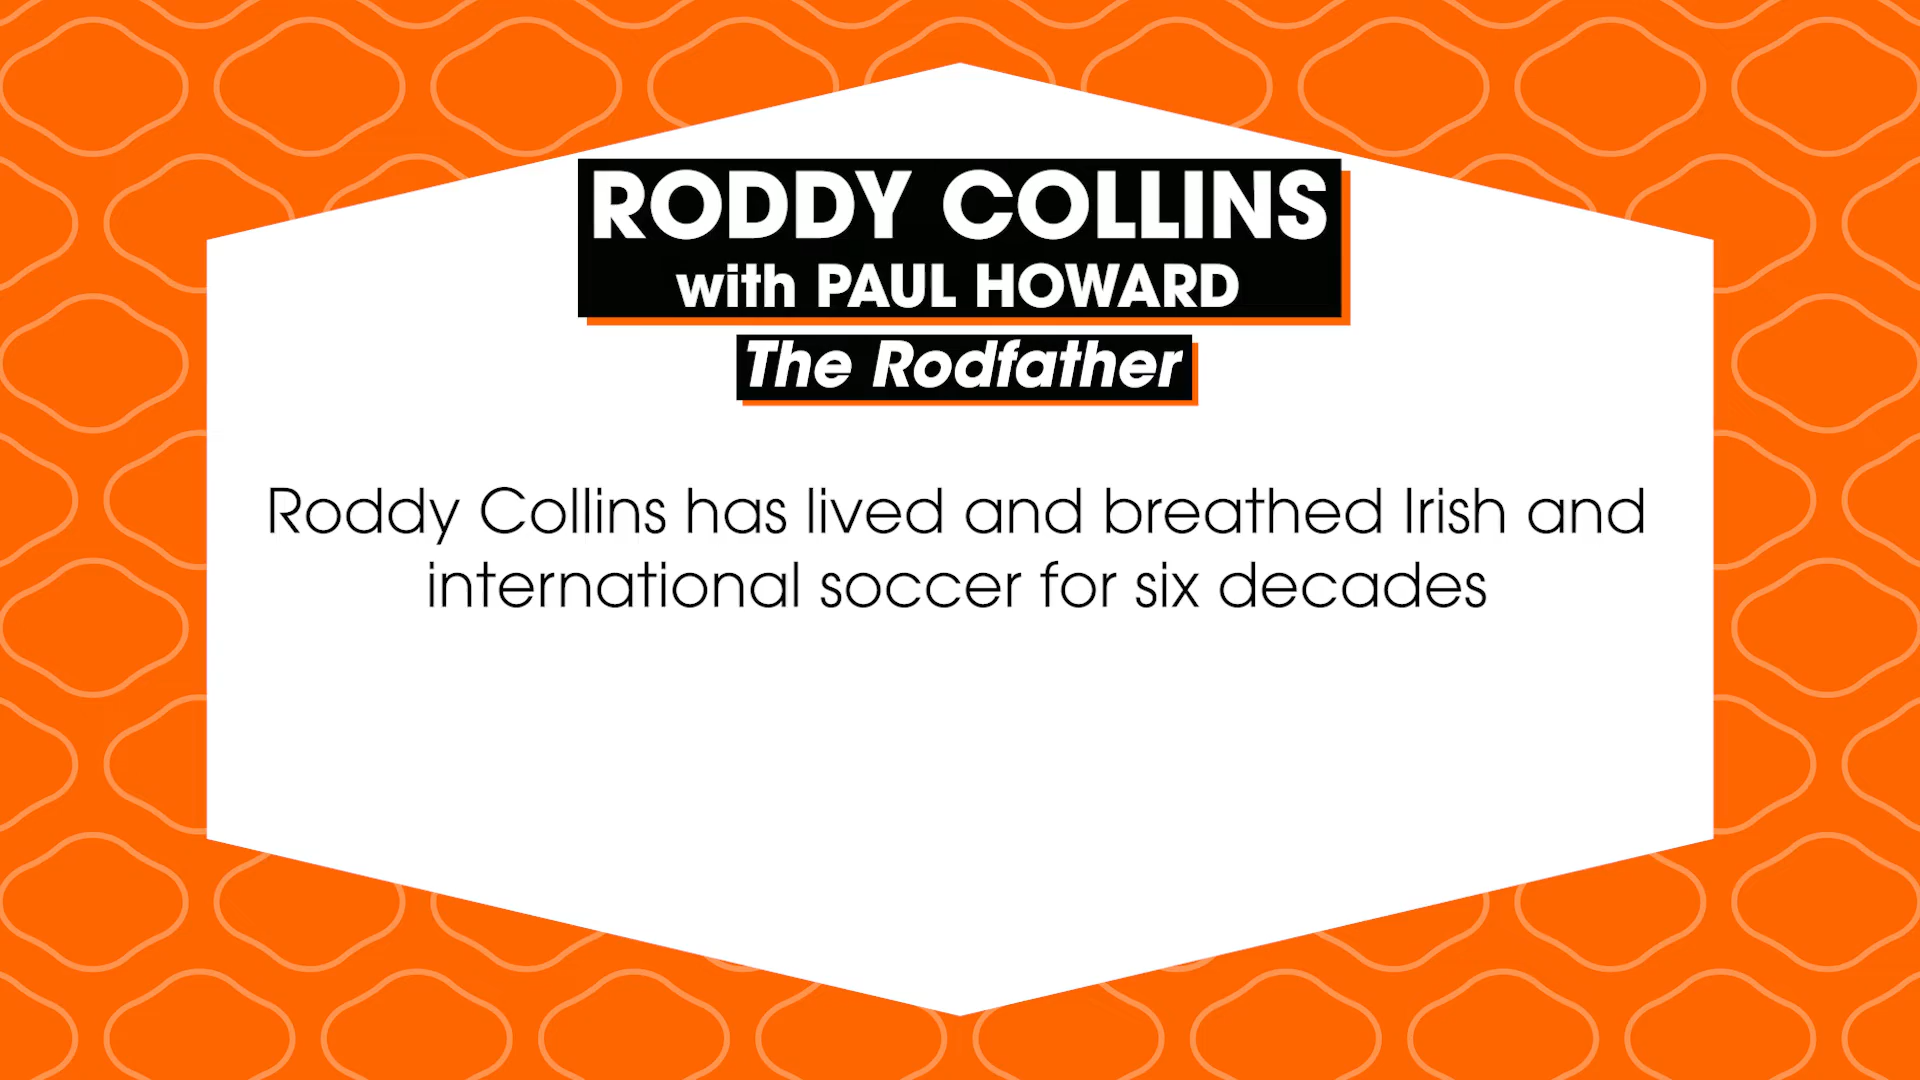 RODDY COLLINS
with PAUL HOWARD
The Rodfather
Roddy Collins has lived and breathed Irish and
international soccer for six decades